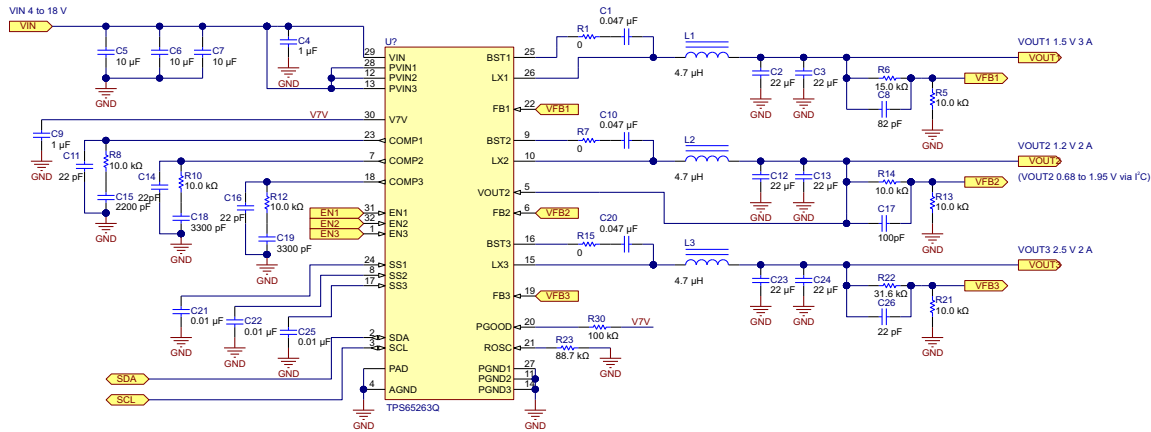 VIN 4 to 18 V
VIN
C5
10 µF
C6
10 µF
C7
10 µF
C4
1 µF
GND
GND
U?
29
VIN
28
PVIN1
12
PVIN2
13
PVIN3
V7V
30
V7V
C9
1 µF
GND
23
COMP1
C11
22 pF
R8
10.0 kΩ
C15
2200 pF
GND
7
COMP2
C14
22pF
R10
10.0 kΩ
C18
3300 pF
GND
18
COMP3
C16
22 pF
R12
10.0 kΩ
C19
3300 pF
GND
EN1
31
EN1
EN2
32
EN2
EN3
1
EN3
24
SS1
8
SS2
17
SS3
C21
0.01 µF
GND
C22
0.01 µF
GND
C25
0.01 µF
GND
2
SDA
3
SCL
SDA
SCL
PAD
4
AGND
GND
TPS65263Q
BST1
25
R1
0
C1
0.047 µF
LX1
26
L1
4.7 µH
C2
22 µF
GND
C3
22 µF
GND
VOUT1 1.5 V 3 A
VOUT1
R6
15.0 kΩ
C8
82 pF
VFB1
R5
10.0 kΩ
GND
FB1
22
VFB1
BST2
9
R7
0
C10
0.047 µF
LX2
10
L2
4.7 µH
C12
22 µF
GND
C13
22 µF
GND
VOUT2 1.2 V 2 A
VOUT2
(VOUT2 0.68 to 1.95 V via I²C)
R14
10.0 kΩ
C17
100pF
VFB2
R13
10.0 kΩ
GND
VOUT2
5
FB2
6
VFB2
BST3
16
R15
0
C20
0.047 µF
LX3
15
L3
4.7 µH
C23
22 µF
GND
C24
22 µF
GND
VOUT3 2.5 V 2 A
VOUT3
R22
31.6 kΩ
C26
22 pF
VFB3
R21
10.0 kΩ
GND
FB3
19
VFB3
PGOOD
20
R30
100 kΩ
V7V
ROSC
21
R23
88.7 kΩ
GND
PGND1
27
PGND2
11
PGND3
14
GND